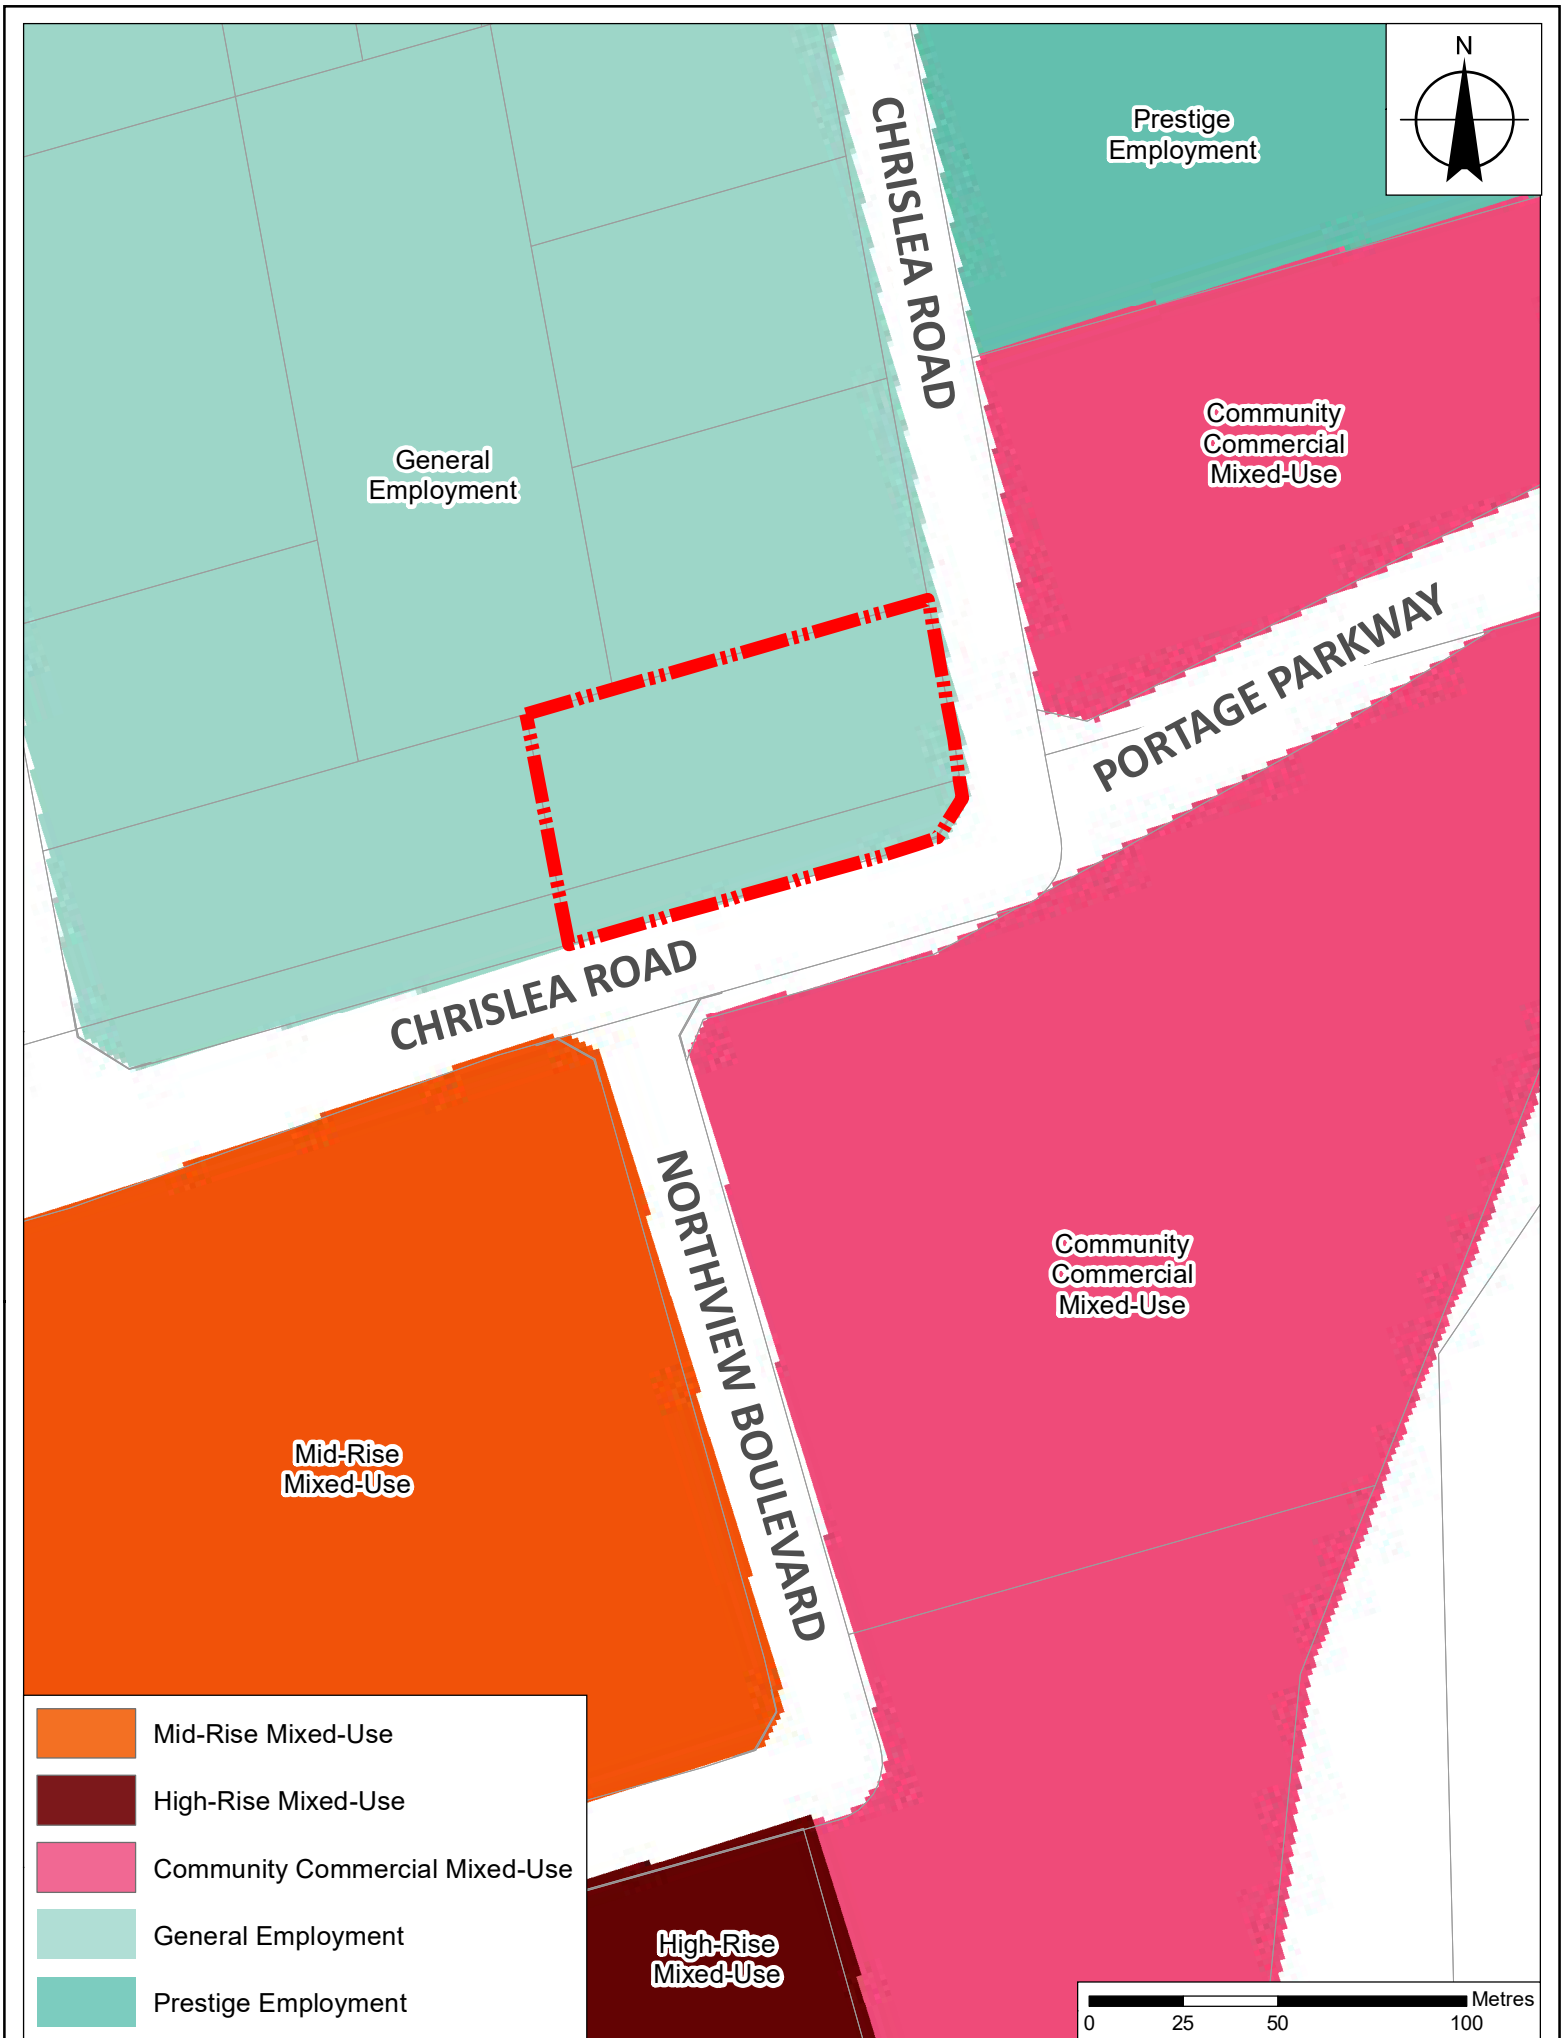 N
CHRISLEA ROAD
Prestige
Employment
Community
Commercial
Mixed-Use
General
Employment
PORTAGE PARKWAY
CHRISLEA ROAD
NORTHVIEW BOULEVARD
Community
Commercial
Mixed-Use
Mid-Rise
Mixed-Use
High-Rise
Mixed-Use
Mid-Rise Mixed-Use
High-Rise Mixed-Use
Community Commercial Mixed-Use
General Employment
Prestige Employment
Metres
0 25 50 100